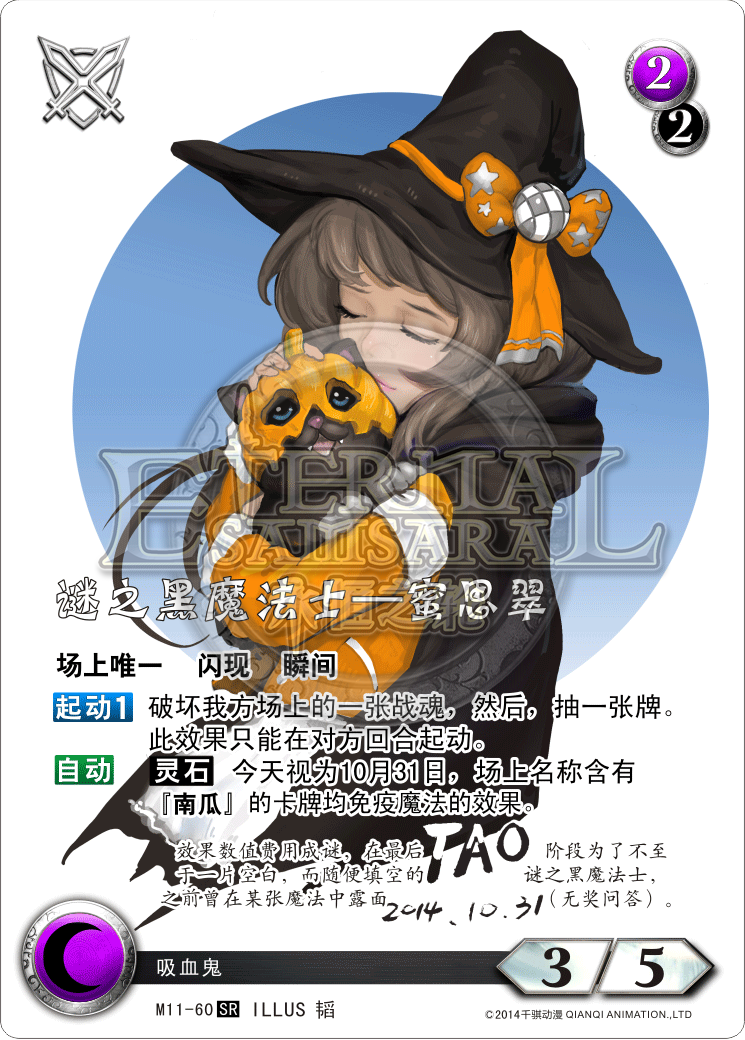 2
2
ETERNAL
SAMSARA
谜之黑魔法士—蜜思翠
场上唯一 闪现 瞬间
起动1 破坏我方场上的一张战魂，然后，抽一张牌。
此效果只能在对方回合起动。
自动 灵石 今天视为10月31日，场上名称含有
『南瓜』的卡牌均免疫魔法的效果。
效果数值费用成谜，在最后 TAO 阶段为了不至
于一片空白，而随便填空的 谜之黑魔法士，
之前曾在某张魔法中露面 2014.10.31 （无奖问答）。
吸血鬼
3/5
M11-60 SR ILLUS 韬
©2014千骐动漫 QIANQI ANIMATION.,LTD